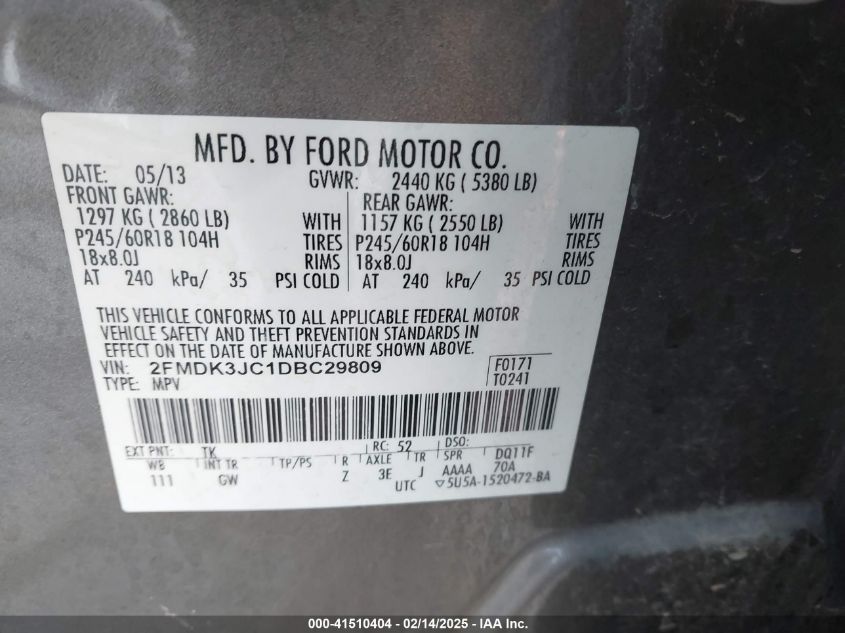 MFD. BY FORD MOTOR CO.
DATE: 05/13 GVWR: 2440 KG ( 5380 LB)
FRONT GAWR: REAR GAWR:
1297 KG ( 2860 LB) WITH 1157 KG ( 2550 LB) WITH
P245/60R18 104H TIRES P245/60R18 104H TIRES
18x8.0J RIMS 18x8.0J RIMS
AT 240 kPa/ 35 PSI COLD AT 240 kPa/ 35 PSI COLD
THIS VEHICLE CONFORMS TO ALL APPLICABLE FEDERAL MOTOR
VEHICLE SAFETY AND THEFT PREVENTION STANDARDS IN
EFFECT ON THE DATE OF MANUFACTURE SHOWN ABOVE.
VIN: 2FMDK3JC1DBC29809 F0171
TYPE: MPV T0241
EXT PNT: TK RC: 52 DSO:
WB INT TR TP/PS R AXLE TR SPR DQ11F
111 GW Z 3E J AAAA 70A
UTC ▽5U5A-1520472-BA
000-41510404 - 02/14/2025 - IAA Inc.